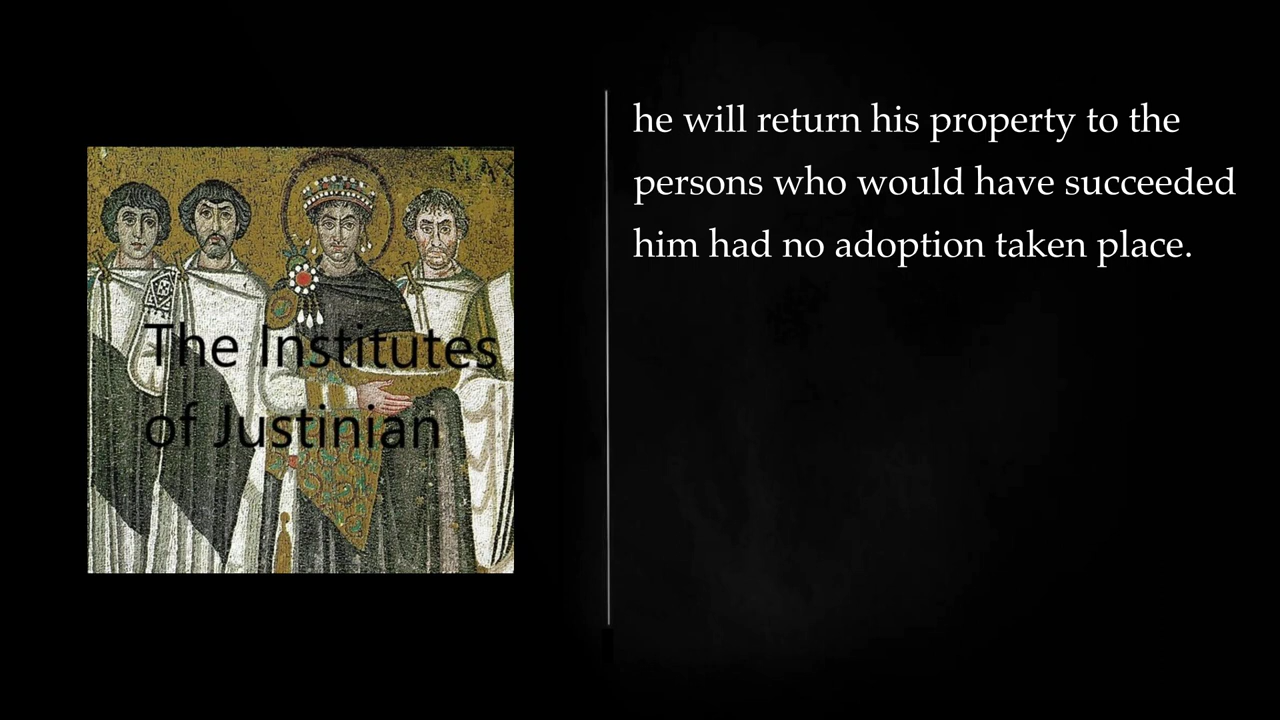 The Institutes
of Justinian
he will return his property to the
persons who would have succeeded
him had no adoption taken place.